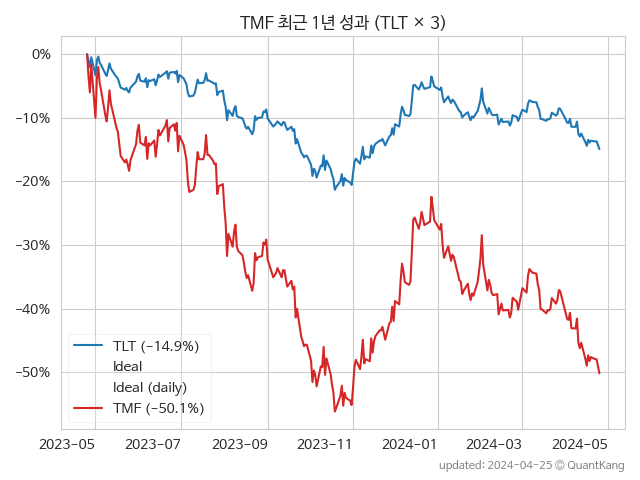 TMF 최근 1년 성과 (TLT × 3)
0%
−10%
−20%
−30%
−40%
−50%
TLT (−14.9%)
Ideal
Ideal (daily)
TMF (−50.1%)
2023-05
2023-07
2023-09
2023-11
2024-01
2024-03
2024-05
updated: 2024-04-25 © QuantKang